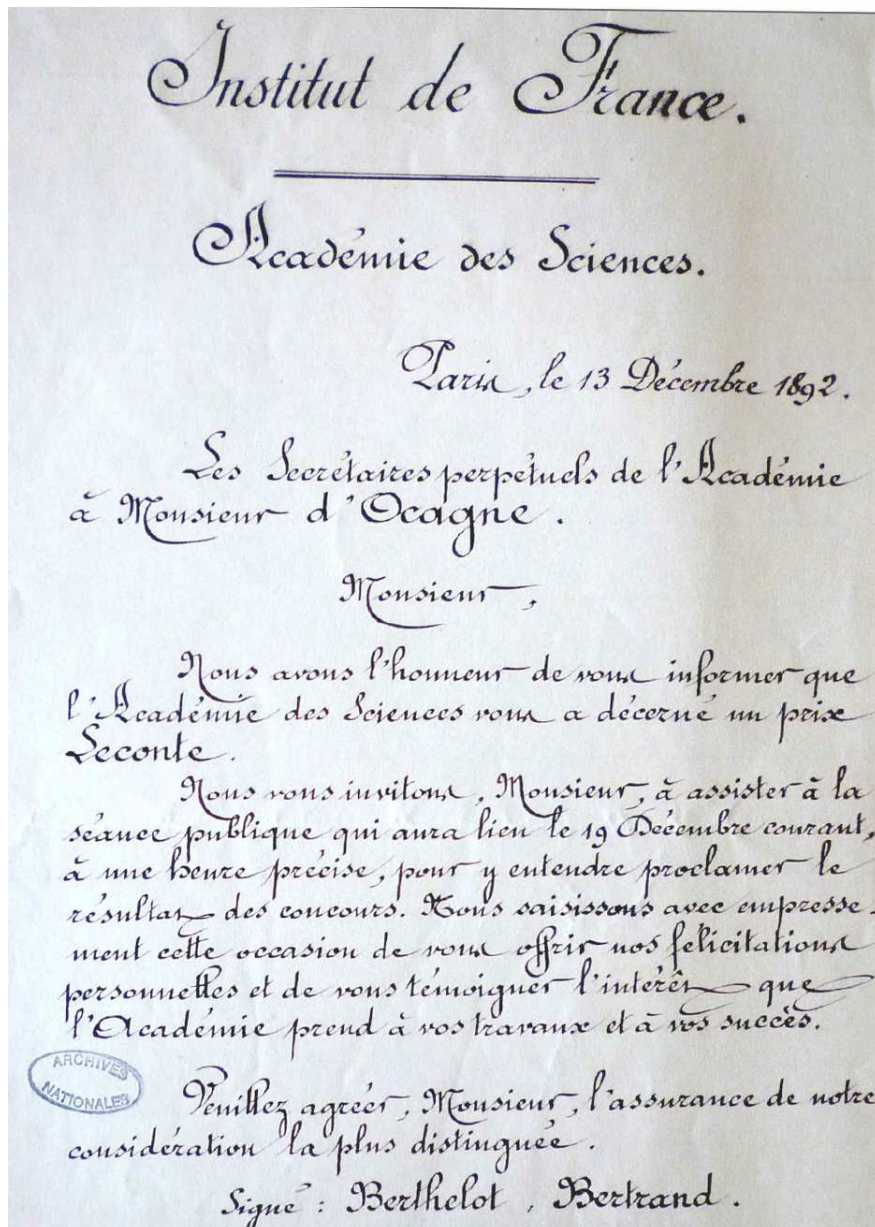 Institut de France.
Académie des Sciences.
Paris, le 13 Décembre 1892.
Les Secrétaires perpétuels de l'Académie
à Monsieur d'Ocagne.
Monsieur,
Nous avons l'honneur de vous informer que
l'Académie des Sciences vous a décerné un prix
Leconte.
Nous vous invitons, Monsieur, à assister à la
séance publique qui aura lieu le 19 Décembre courant,
à une heure précise, pour y entendre proclamer le
résultat des concours. Nous saisissons avec empresse-
ment cette occasion de vous offrir nos félicitations
personnelles et de vous témoigner l'intérêt que
l'Académie prend à vos travaux et à vos succès.
ARCHIVES
NATIONALES
Veuillez agréer, Monsieur, l'assurance de notre
considération la plus distinguée.
Signé : Berthelot, Bertrand.